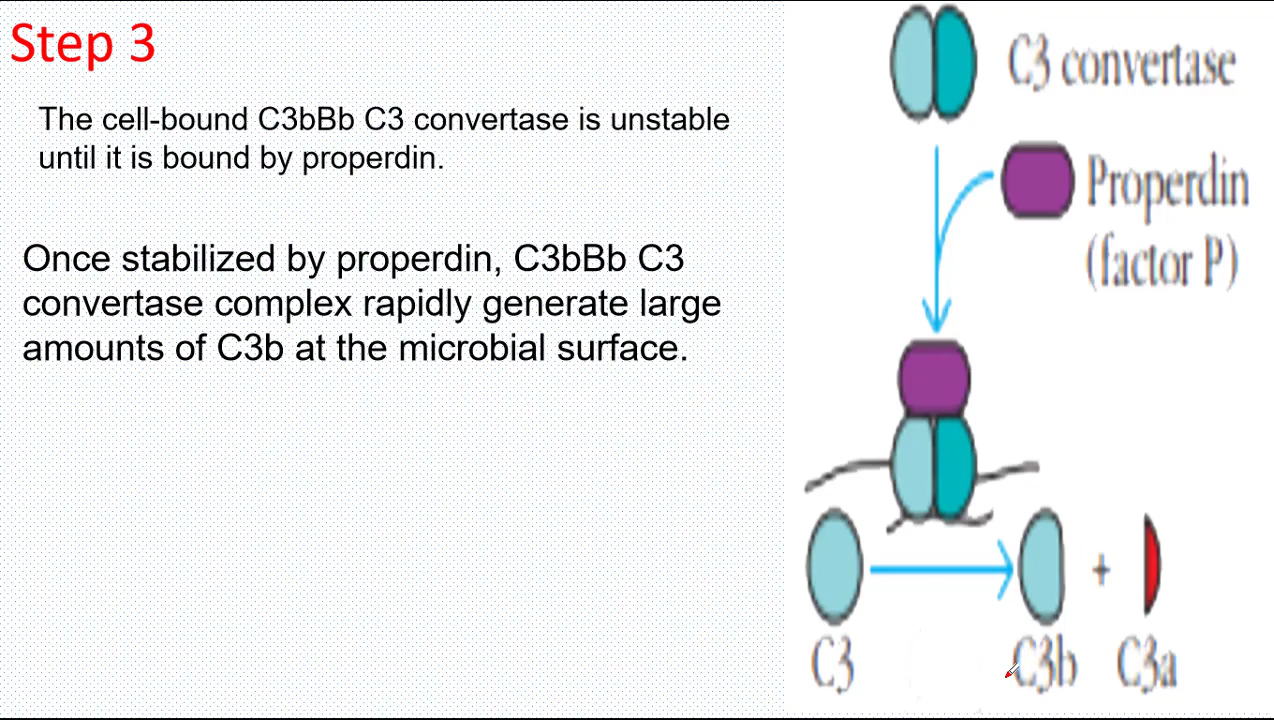 Step 3
The cell-bound C3bBb C3 convertase is unstable
until it is bound by properdin.
Once stabilized by properdin, C3bBb C3
convertase complex rapidly generate large
amounts of C3b at the microbial surface.
C3 convertase
Properdin
(factor P)
+
C3
C3b
C3a